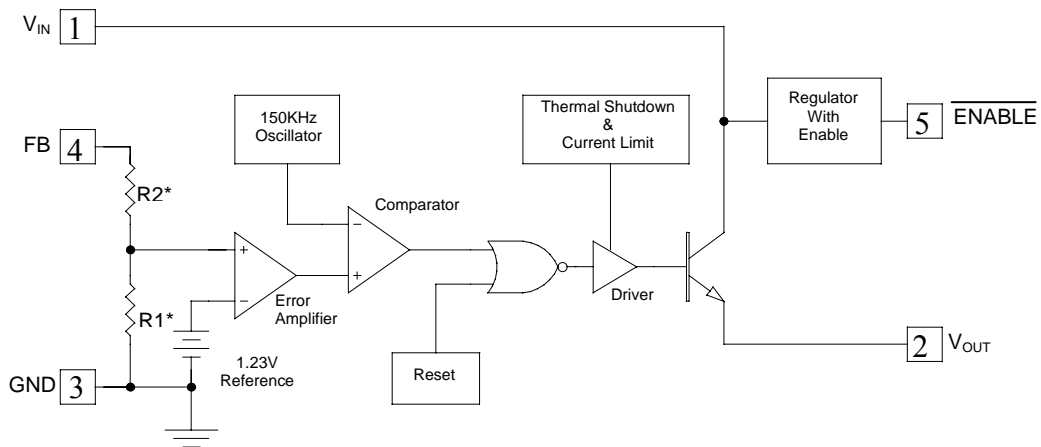 VIN 1
150KHz
Oscillator
Thermal Shutdown
&
Current Limit
Regulator
With
Enable
5 ENABLE
FB 4
R2*
Comparator
−
+
+
−
Error
Amplifier
Driver
R1*
1.23V
Reference
Reset
2 VOUT
GND 3